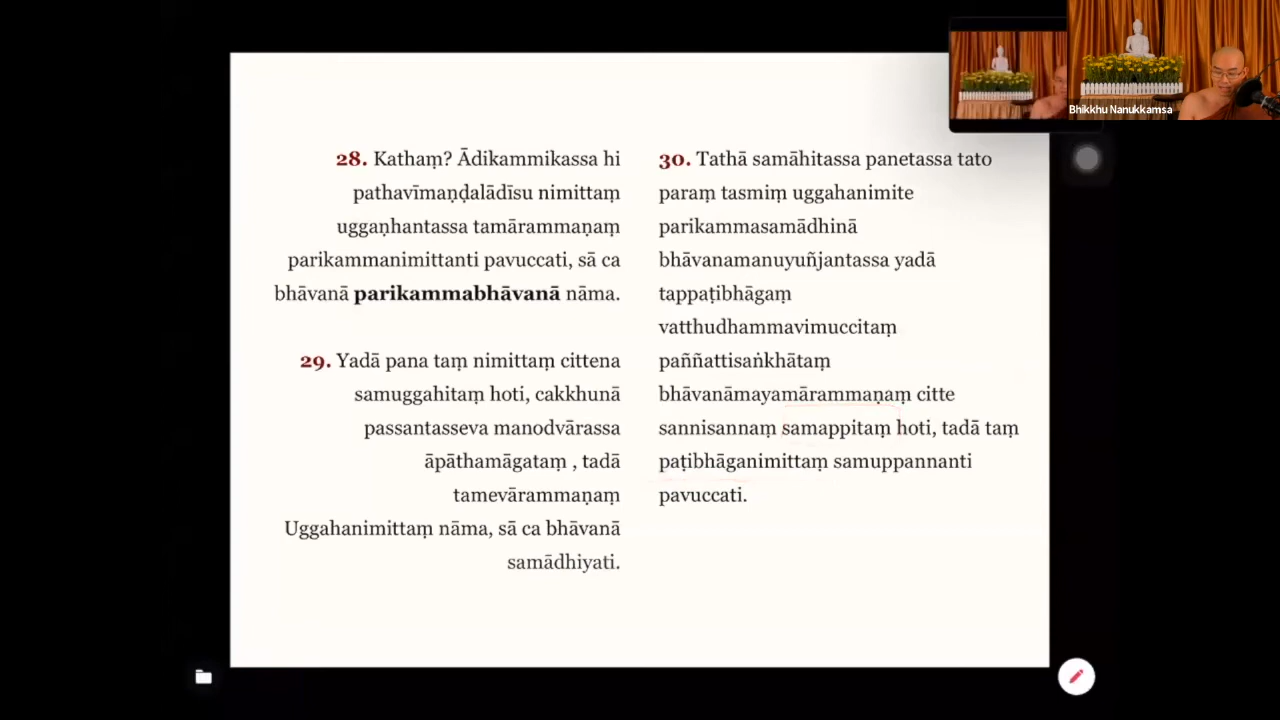 Bhikkhu Nanukkamsa
28. Kathaṃ? Ādikammikassa hi
pathavīmaṇḍalādīsu nimittaṃ
uggaṇhantassa tamārammaṇaṃ
parikammanimittanti pavuccati, sā ca
bhāvanā parikammabhāvanā nāma.
29. Yadā pana taṃ nimittaṃ cittena
samuggahitaṃ hoti, cakkhunā
passantasseva manodvārassa
āpāthamāgataṃ , tadā
tamevārammaṇaṃ
Uggahanimittaṃ nāma, sā ca bhāvanā
samādhiyati.
30. Tathā samāhitassa panetassa tato
paraṃ tasmiṃ uggahanimite
parikammasamādhinā
bhāvanamanuyuñjantassa yadā
tappaṭibhāgaṃ
vatthudhammavimuccitaṃ
paññattisaṅkhātaṃ
bhāvanāmayamārammaṇaṃ citte
sannisannaṃ samappitaṃ hoti, tadā taṃ
paṭibhāganimittaṃ samuppannanti
pavuccati.